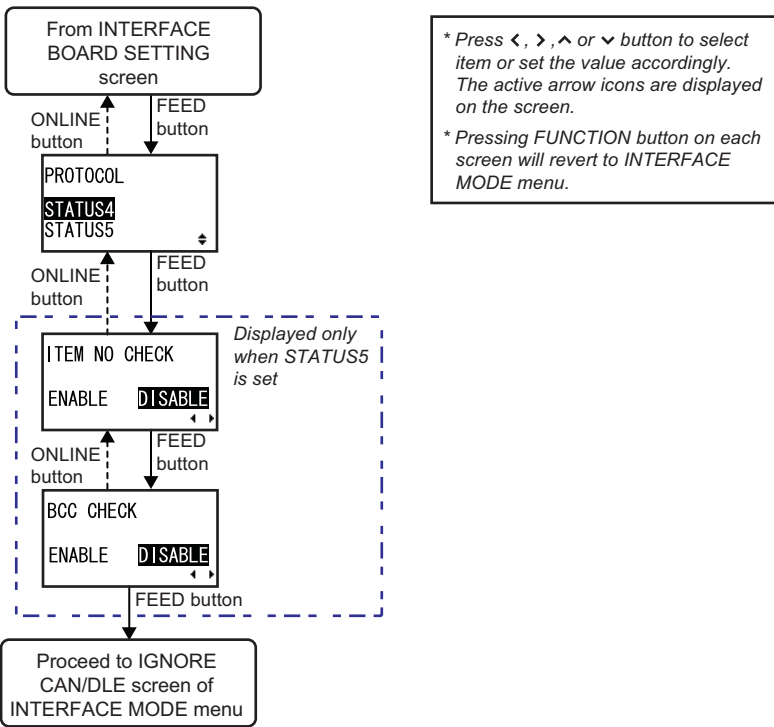 From INTERFACE
BOARD SETTING
screen
ONLINE
button
FEED
button
PROTOCOL
STATUS4
STATUS5
ONLINE
button
FEED
button
Displayed only
when STATUS5
is set
ITEM NO CHECK
ENABLE DISABLE
ONLINE
button
FEED
button
BCC CHECK
ENABLE DISABLE
FEED button
Proceed to IGNORE
CAN/DLE screen of
INTERFACE MODE menu
* Press <, >, ∧ or ∨ button to select
item or set the value accordingly.
The active arrow icons are displayed
on the screen.
* Pressing FUNCTION button on each
screen will revert to INTERFACE
MODE menu.